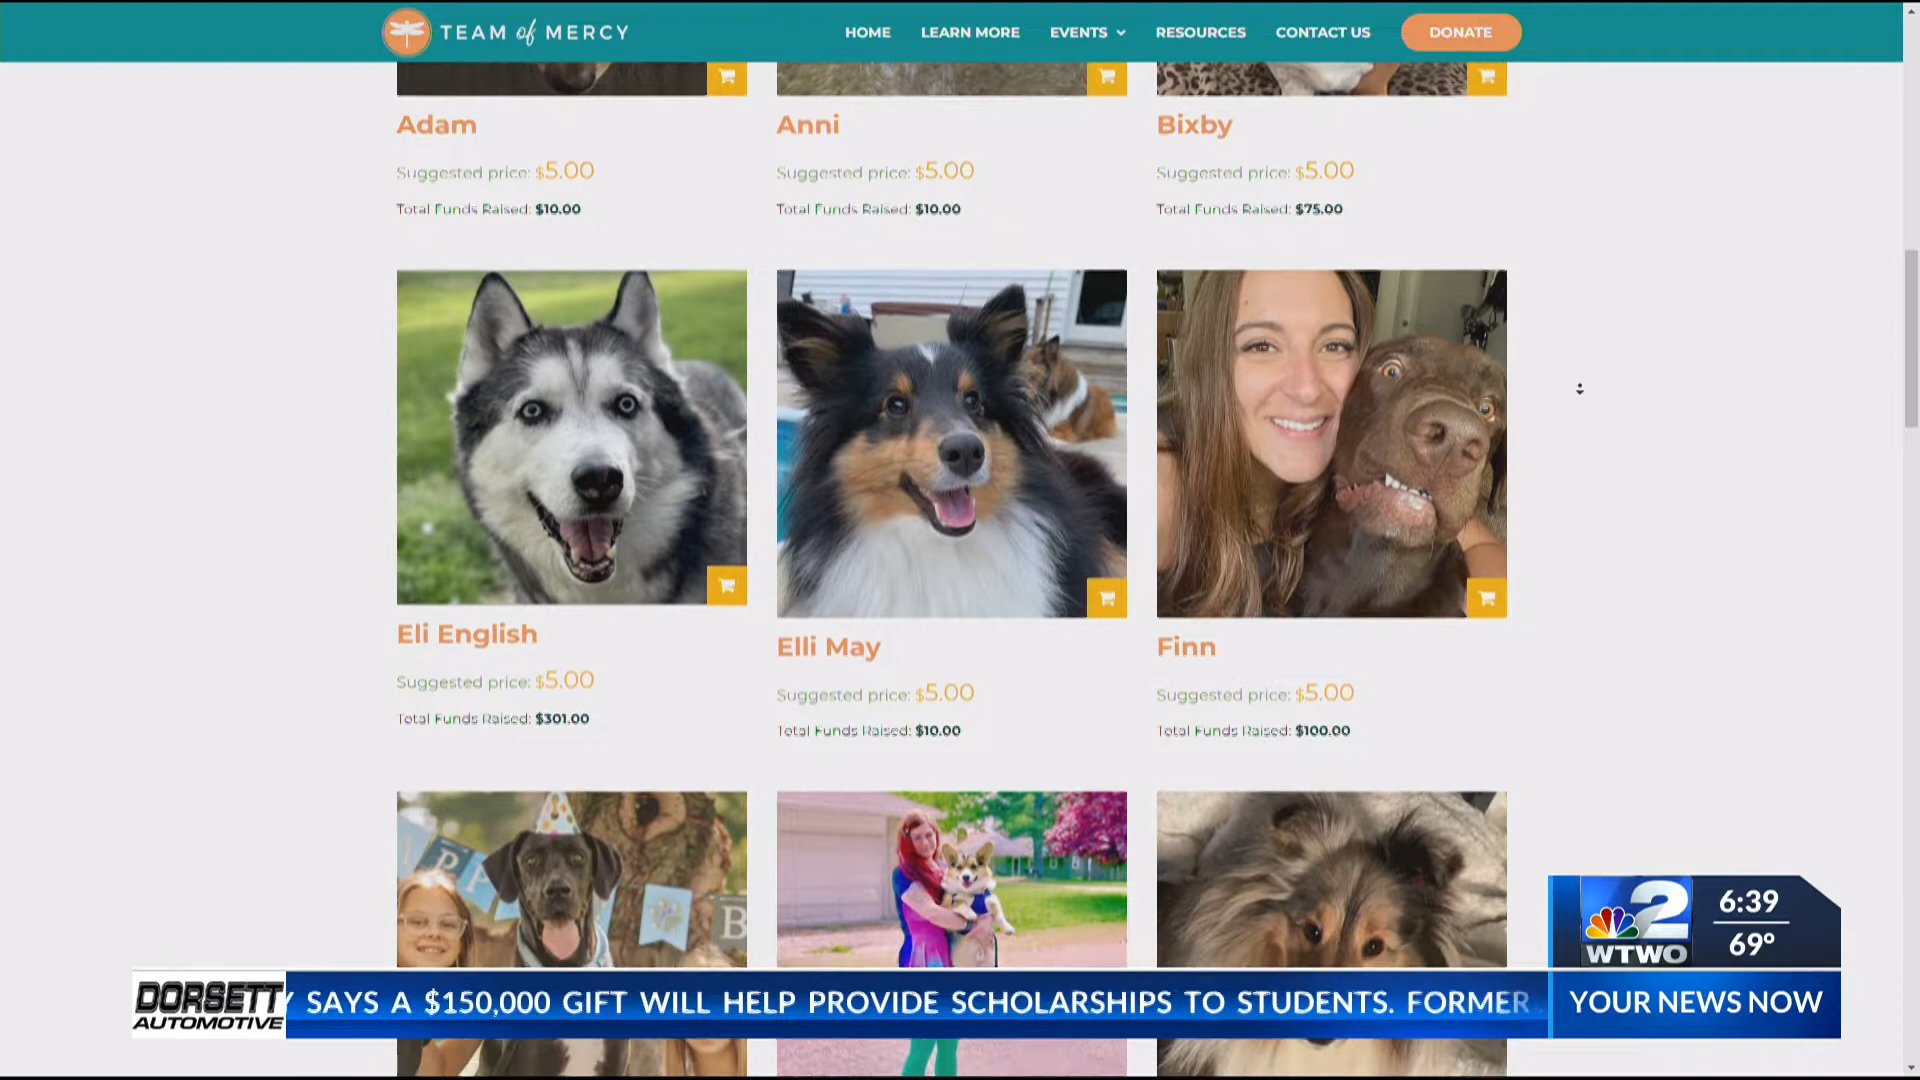 TEAM of MERCY
HOME LEARN MORE EVENTS RESOURCES CONTACT US DONATE
Adam
Suggested price: $5.00
Total Funds Raised: $10.00
Anni
Suggested price: $5.00
Total Funds Raised: $10.00
Bixby
Suggested price: $5.00
Total Funds Raised: $75.00
Eli English
Suggested price: $5.00
Total Funds Raised: $301.00
Elli May
Suggested price: $5.00
Total Funds Raised: $10.00
Finn
Suggested price: $5.00
Total Funds Raised: $100.00
2
WTWO
6:39
69°
DORSETT
AUTOMOTIVE
Y SAYS A $150,000 GIFT WILL HELP PROVIDE SCHOLARSHIPS TO STUDENTS. FORMER
YOUR NEWS NOW